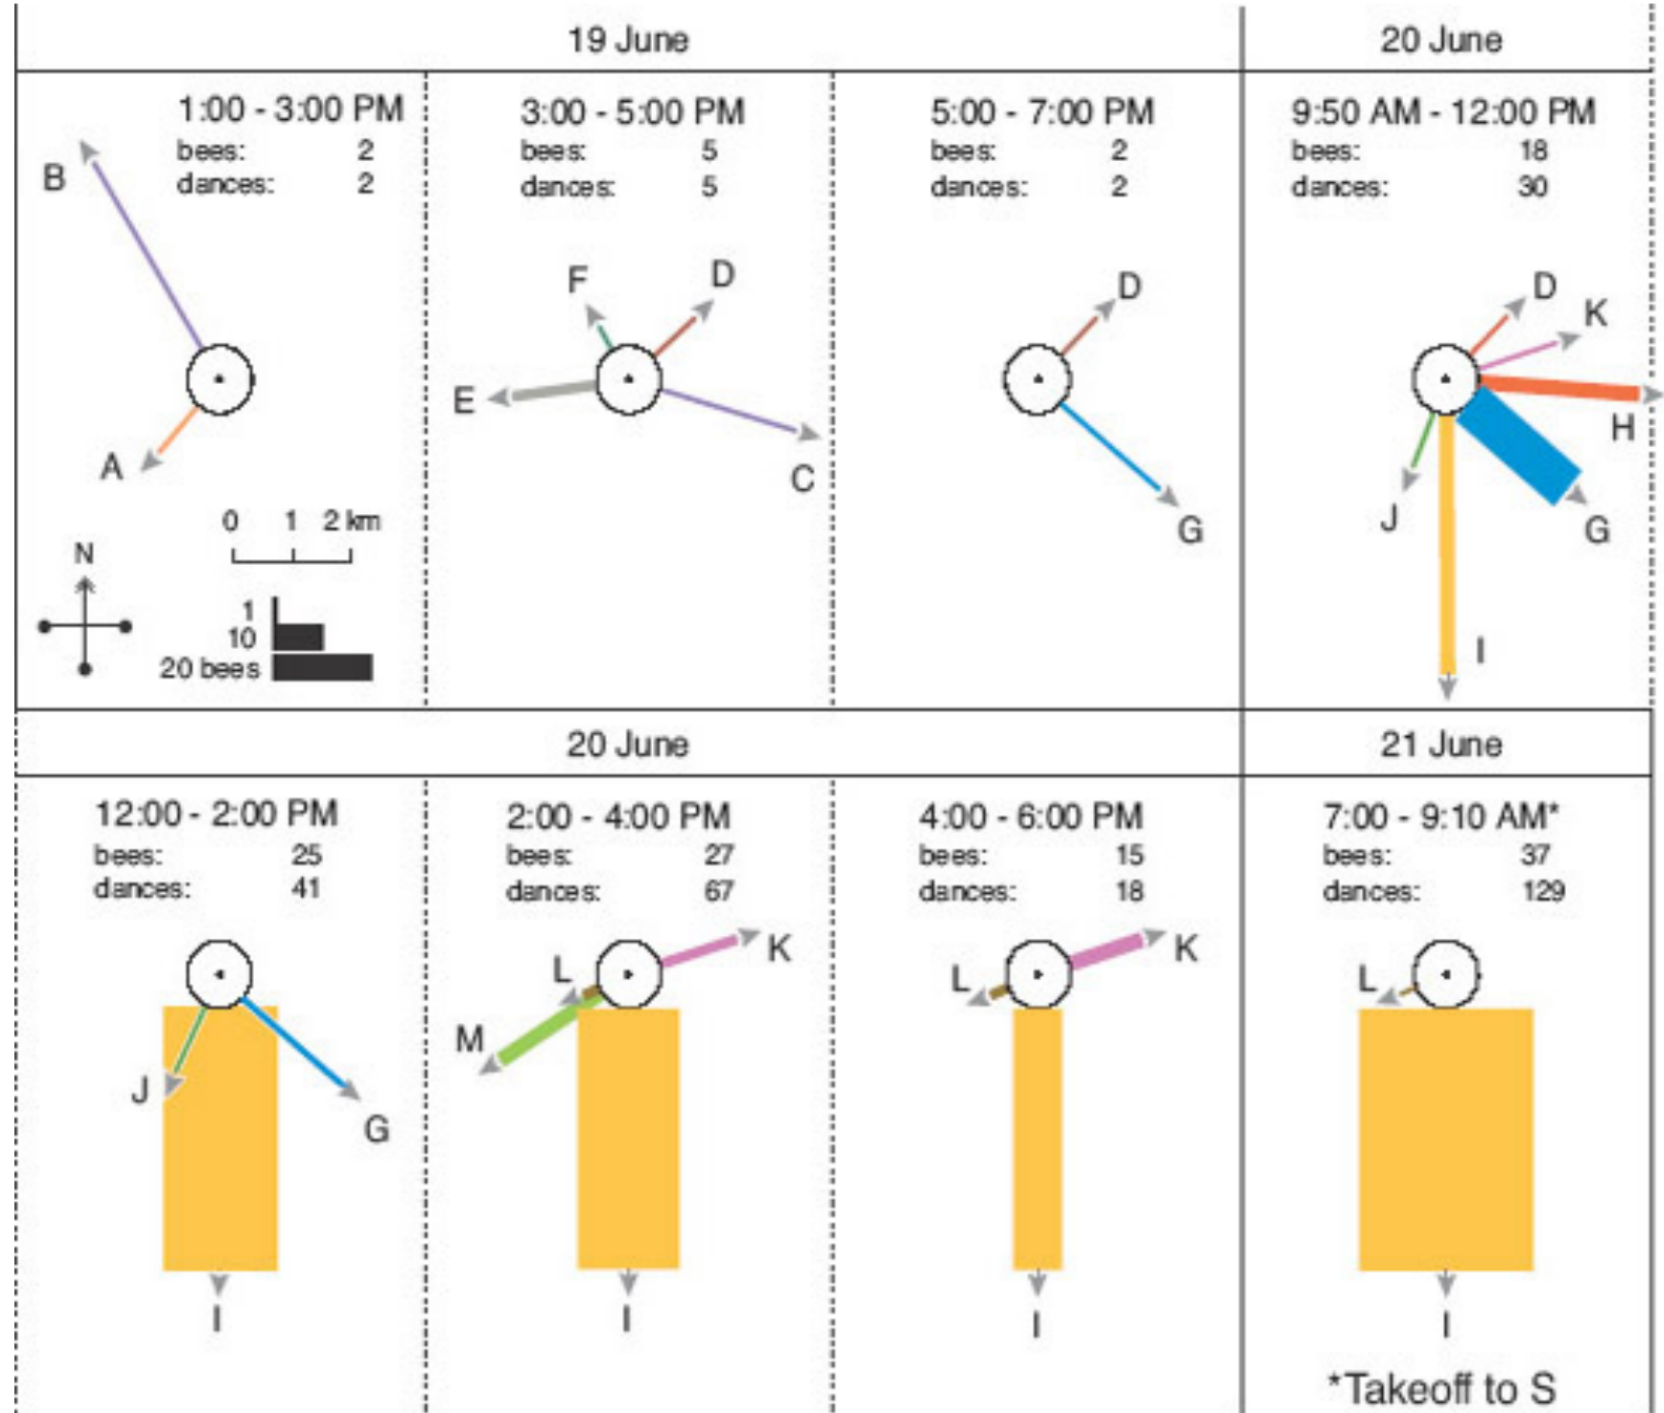 19 June
20 June
1:00 - 3:00 PM
bees: 2
dances: 2
B
A
0 1 2 km
N
1
10
20 bees
3:00 - 5:00 PM
bees: 5
dances: 5
F
D
E
C
5:00 - 7:00 PM
bees: 2
dances: 2
D
G
9:50 AM - 12:00 PM
bees: 18
dances: 30
D
K
H
J
G
I
20 June
21 June
12:00 - 2:00 PM
bees: 25
dances: 41
J
G
I
2:00 - 4:00 PM
bees: 27
dances: 67
K
L
M
I
4:00 - 6:00 PM
bees: 15
dances: 18
K
L
I
7:00 - 9:10 AM*
bees: 37
dances: 129
L
I
*Takeoff to S